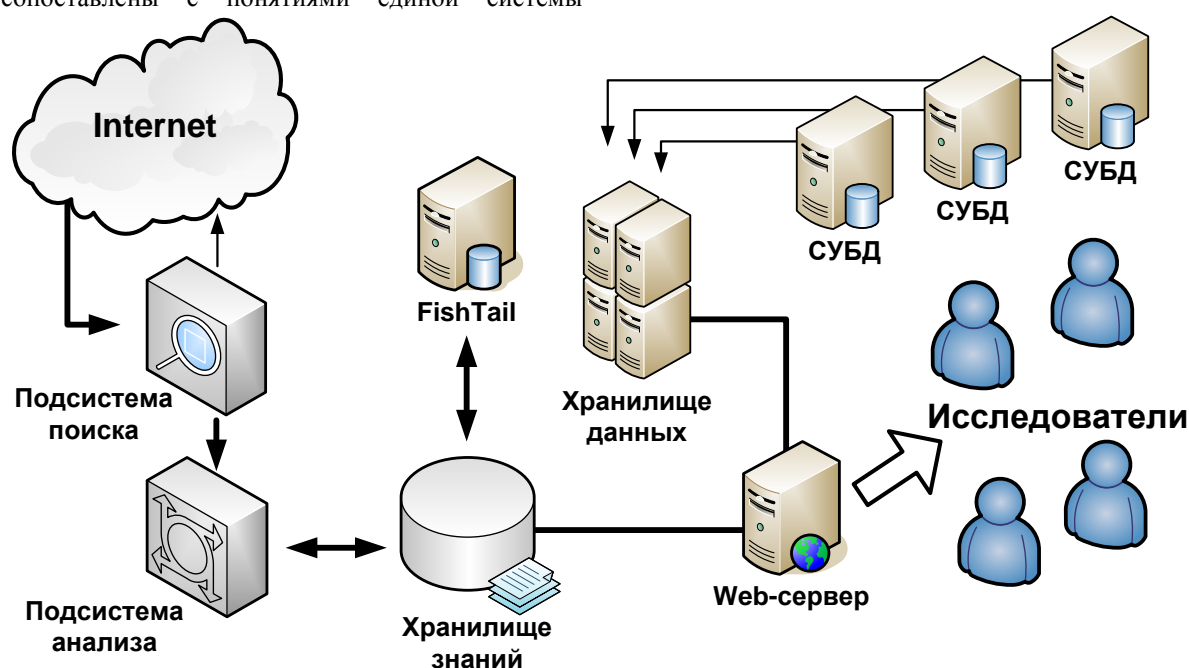 сопоставлены с понятиями единой системы
Internet
СУБД
СУБД
СУБД
FishTail
Подсистема
поиска
Хранилище
данных
Исследователи
Web-сервер
Подсистема
анализа
Хранилище
знаний